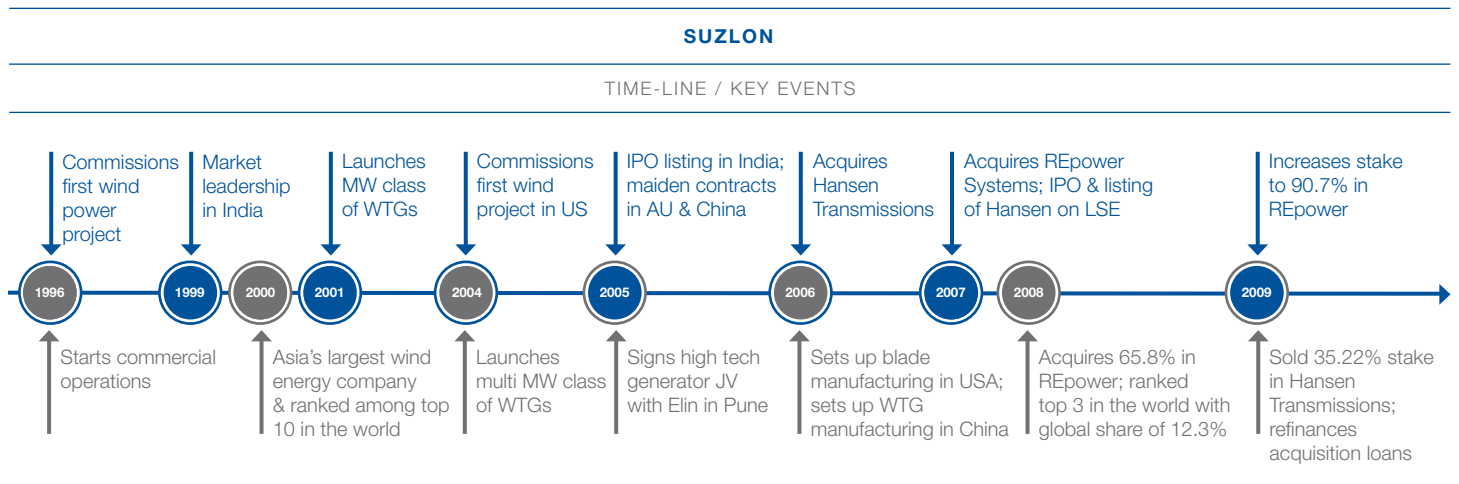 SUZLON
TIME-LINE / KEY EVENTS
Commissions
first wind
power
project
Market
leadership
in India
Launches
MW class
of WTGs
Commissions
first wind
project in US
IPO listing in India;
maiden contracts
in AU & China
Acquires
Hansen
Transmissions
Acquires REpower
Systems; IPO & listing
of Hansen on LSE
Increases stake
to 90.7% in
REpower
1996
1999
2000
2001
2004
2005
2006
2007
2008
2009
Starts commercial
operations
Asia's largest wind
energy company
& ranked among top
10 in the world
Launches
multi MW class
of WTGs
Signs high tech
generator JV
with Elin in Pune
Sets up blade
manufacturing in USA;
sets up WTG
manufacturing in China
Acquires 65.8% in
REpower; ranked
top 3 in the world with
global share of 12.3%
Sold 35.22% stake
in Hansen
Transmissions;
refinances
acquisition loans